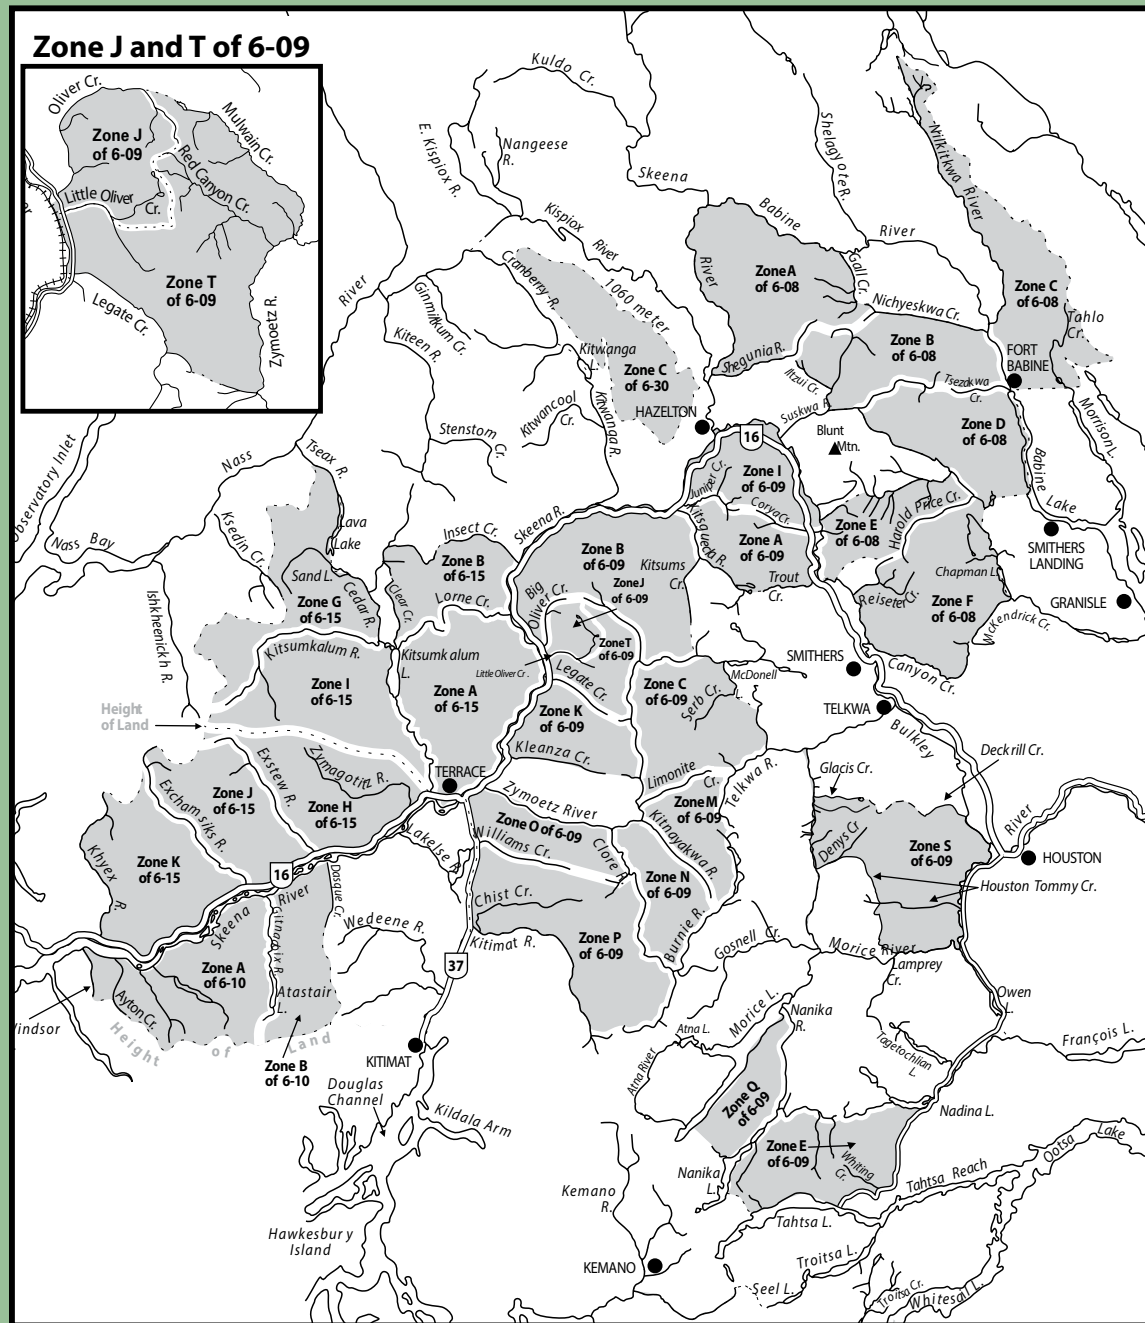 Zone J and T of 6-09
Oliver Cr.
Mulwain Cr.
Zone J
of 6-09
Red Canyon Cr.
Little Oliver
Cr.
Zone T
of 6-09
Legate Cr.
Zymoetz R.
Kuldo Cr.
E. Kispiox R.
Nangeese
R.
Skeena
Shelagyote R.
Nilkitkwa River
Babine
River
Kispiox
River
River
River
Zone A
of 6-08
Gail Cr.
Nichyeskwa Cr.
Zone C
of 6-08
Tahlo
Cr.
Cranberry R.
1060 meter
Ginmiltkum Cr.
Kiteen R.
Kitwanga
L.
Zone C
of 6-30
Shegunia R.
Zone B
of 6-08
FORT
BABINE
Iltzui Cr.
Tsezakwa
Cr.
HAZELTON
Kitwanga R.
Kitwancool
Cr.
Suskwa R.
Stenstom Cr.
16
Blunt
Mtn.
Zone D
of 6-08
Morrison L.
Babine
Lake
Observatory Inlet
Nass
Tseax R.
Zone I
of 6-09
Juniper Cr.
Corya Cr.
Harold Price Cr.
Zone E
of 6-08
Ksedin Cr.
Lava
Lake
Insect Cr.
Skeena R.
Nass Bay
Zone B
of 6-09
Kitsums
Cr.
Kitsqueda R.
Zone A
of 6-09
Trout
Cr.
SMITHERS
LANDING
Zone B
of 6-15
Sand L.
Cedar R.
Clear Cr.
Lorne Cr.
Big
Oliver Cr.
Zone J
of 6-09
Chapman L.
Reiseter Cr.
Zone F
of 6-08
GRANISLE
McKendrick Cr.
Zone G
of 6-15
Ishkheenickh R.
Kitsumkalum R.
Kitsumkalum
L.
Zone T
of 6-09
Little Oliver Cr.
Legate Cr.
SMITHERS
Canyon Cr.
Zone I
of 6-15
Zone A
of 6-15
Zone K
of 6-09
Zone C
of 6-09
Serb Cr.
McDonell
L.
TELKWA
Bulkley
Height
of Land
Kleanza Cr.
Exstew R.
Zymagotitz R.
TERRACE
Limonite
Cr.
Telkwa R.
Glacis Cr.
Deckrill Cr.
Exchamsiks R.
Zone J
of 6-15
Zone H
of 6-15
Zymoetz River
Zone M
of 6-09
River
Zone O of 6-09
Williams Cr.
Clore R.
Kitnayakwa R.
Lakelse R.
Denys Cr.
Zone S
of 6-09
HOUSTON
Khyex
R.
Zone K
of 6-15
16
Dasque Cr.
Zone N
of 6-09
Chist Cr.
Houston Tommy Cr.
Skeena
River
Gitnadoix R.
Wedeene R.
Kitimat R.
Zone P
of 6-09
Burnie R.
Gosnell Cr.
Morice River
Lamprey
Cr.
37
Zone A
of 6-10
Atastair
L.
Ayton Cr.
Windsor
Height
of
Land
Zone B
of 6-10
Morice L.
Nanika
R.
Owen
L.
Atna L.
Atna River
Tagetochlian
L.
François L.
KITIMAT
Zone Q
of 6-09
Douglas
Channel
Kildala Arm
Nadina L.
Zone E
of 6-09
Whiting
Cr.
Ootsa
Lake
Nanika
L.
Tahtsa Reach
Kemano
R.
Tahtsa L.
Hawkesbury
Island
KEMANO
Troitsa L.
Seel L.
Troitsa Cr.
Whitesail L.